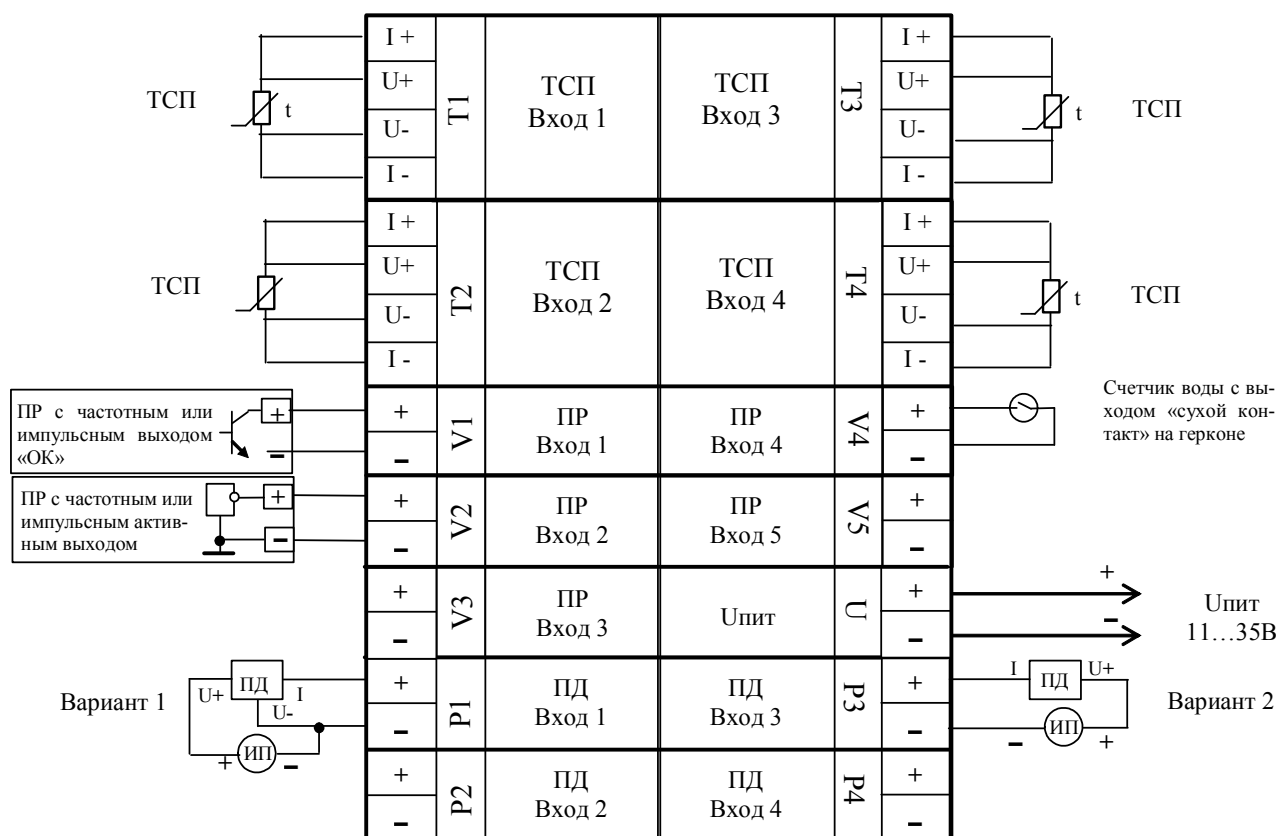 I +
U+
U-
I -
T1
ТСП
Вход 1
ТСП
Вход 3
T3
I +
U+
U-
I -
ТСП
t
t
ТСП
I +
U+
U-
I -
T2
ТСП
Вход 2
ТСП
Вход 4
T4
I +
U+
U-
I -
ТСП
t
ТСП
ПР с частотным или
импульсным выходом
«ОК»
+
-
+
-
V1
ПР
Вход 1
ПР
Вход 4
V4
+
-
Счетчик воды с вы-
ходом «сухой кон-
такт» на герконе
ПР с частотным или
импульсным актив-
ным выходом
+
-
+
-
V2
ПР
Вход 2
ПР
Вход 5
V5
+
-
+
-
V3
ПР
Вход 3
Uпит
U
+
-
+
-
Uпит
11…35В
Вариант 1
U+
ПД
I
U-
+
ИП
-
+
-
P1
ПД
Вход 1
ПД
Вход 3
P3
+
-
I
ПД
U+
-
ИП
+
Вариант 2
+
-
P2
ПД
Вход 2
ПД
Вход 4
P4
+
-